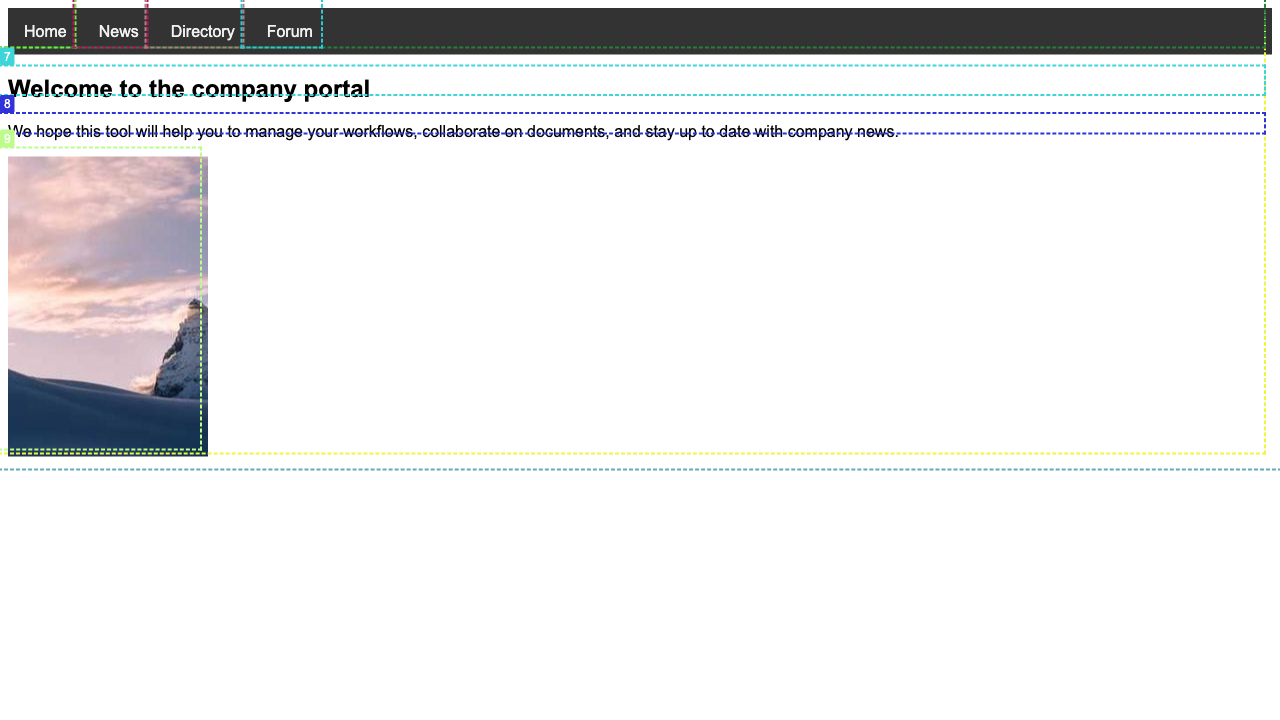 Home News Directory Forum
7
Welcome to the company portal
8
We hope this tool will help you to manage your workflows, collaborate on documents, and stay up to date with company news.
9